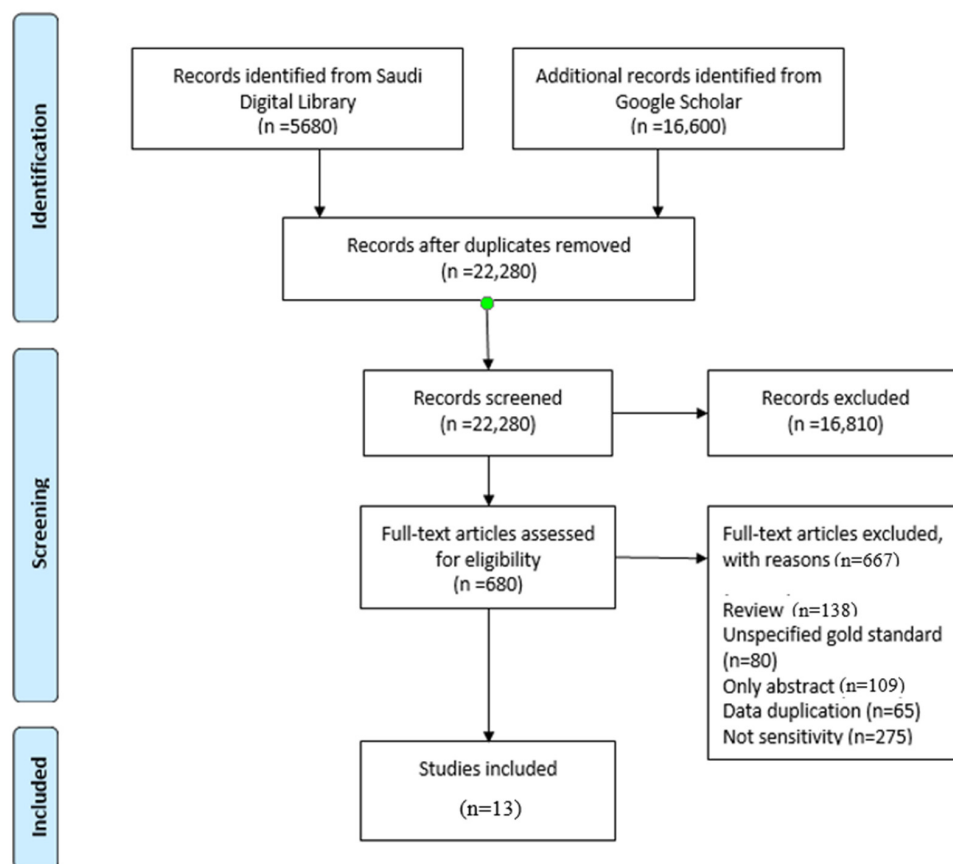 Identification
Records identified from Saudi
Digital Library
(n =5680)
Additional records identified from
Google Scholar
(n =16,600)
Records after duplicates removed
(n =22,280)
Screening
Records screened
(n =22,280)
Records excluded
(n =16,810)
Full-text articles assessed
for eligibility
(n =680)
Full-text articles excluded,
with reasons (n=667)
Review (n=138)
Unspecified gold standard
(n=80)
Only abstract (n=109)
Data duplication (n=65)
Not sensitivity (n=275)
Included
Studies included
(n=13)